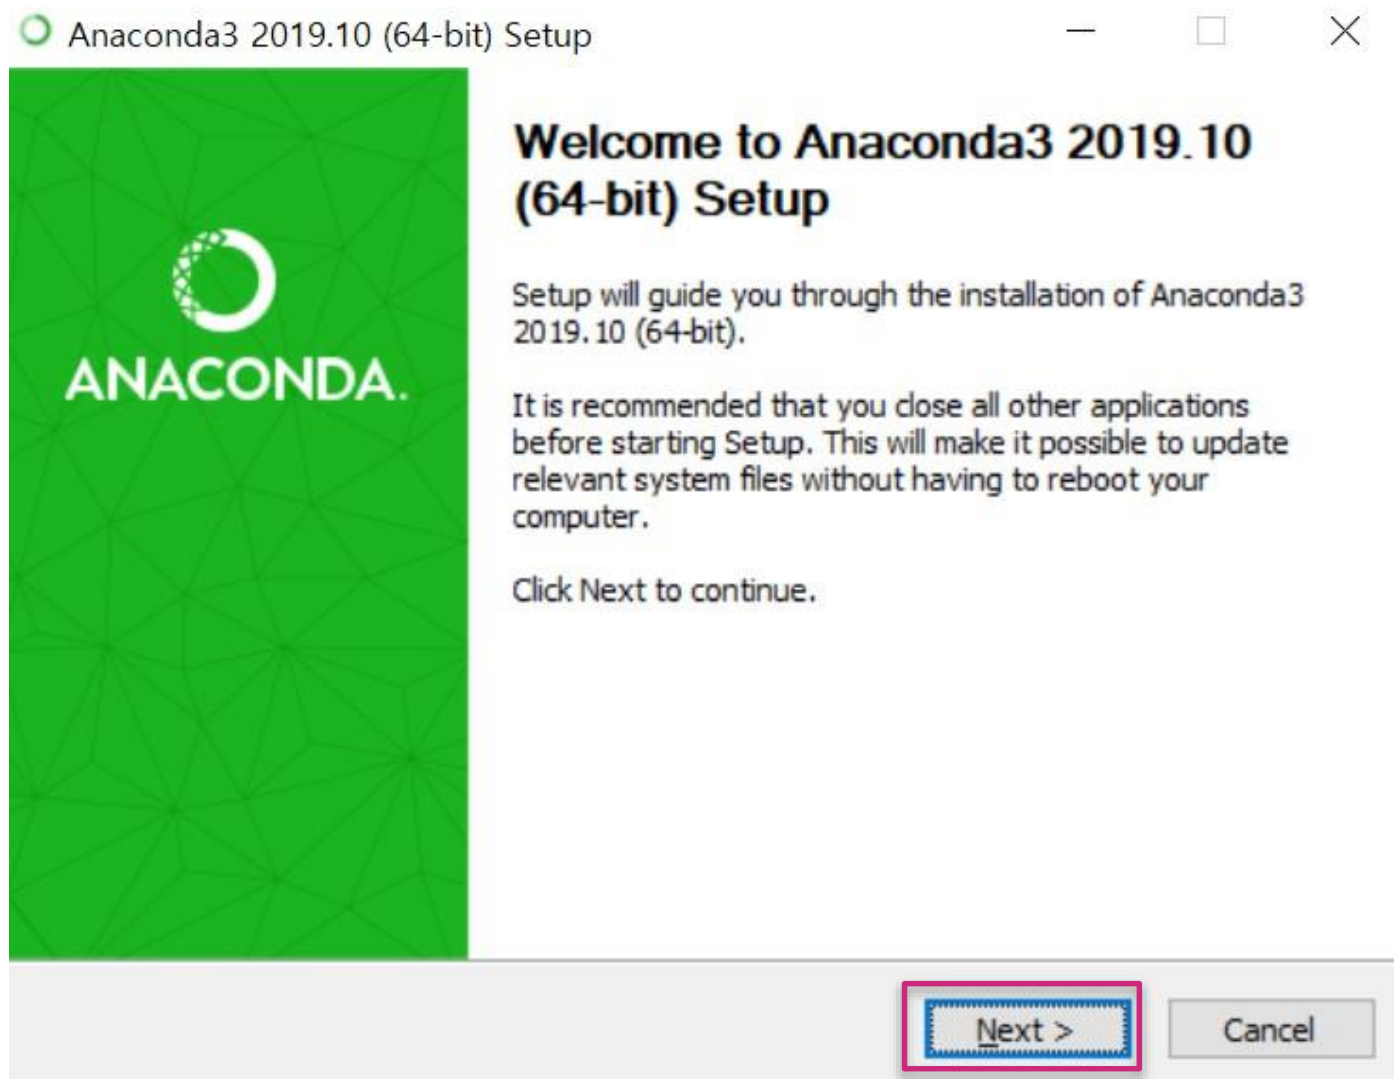 Anaconda3 2019.10 (64-bit) Setup
ANACONDA.
Welcome to Anaconda3 2019.10
(64-bit) Setup
Setup will guide you through the installation of Anaconda3
2019.10 (64-bit).
It is recommended that you close all other applications
before starting Setup. This will make it possible to update
relevant system files without having to reboot your
computer.
Click Next to continue.
Next >
Cancel